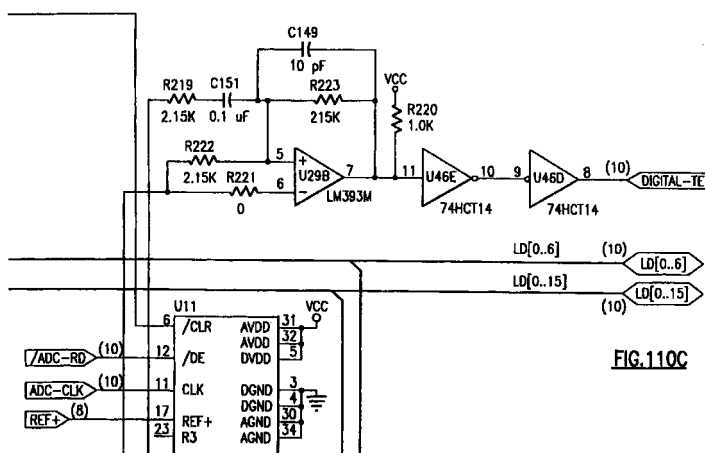 C149
10 pF
R219
C151
R223
VCC
R220
1.0K
2.15K
0.1 uF
215K
R222
2.15K
R221
0
5
+
6
−
U29B
7
LM393M
11
U46E
10
74HCT14
9
U46D
8
(10)
74HCT14
DIGITAL-TE
LD[0..6]
(10)
LD[0..6]
LD[0..15]
(10)
LD[0..15]
U11
VCC
6
/CLR
AVDD
31
AVDD
32
DVDD
5
/ADC-RD
(10)
12
/DE
ADC-CLK
(10)
11
CLK
DGND
3
DGND
4
REF+
(8)
17
REF+
AGND
30
23
R3
AGND
34
FIG.110C